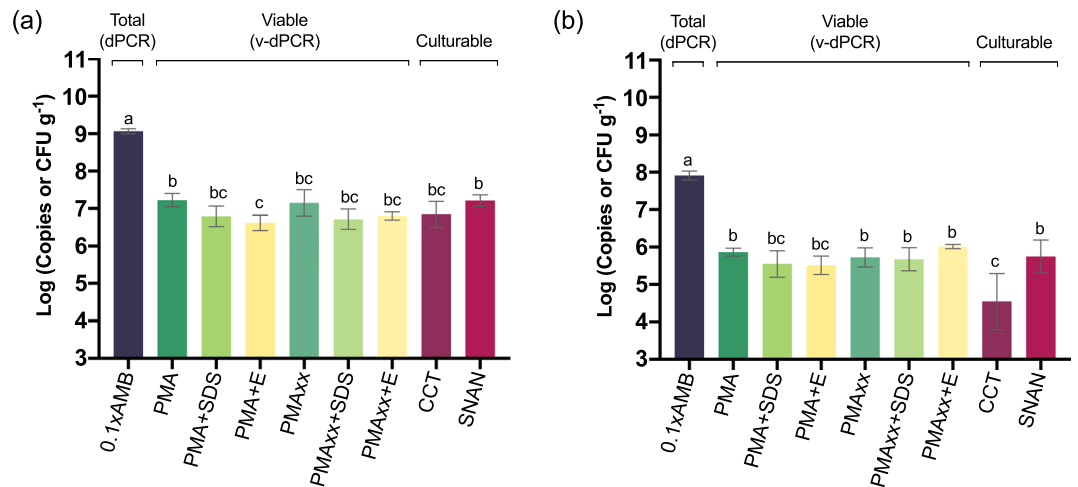 (a)
Total
(dPCR)
Viable
(v-dPCR)
Culturable
Log (Copies or CFU g-1)
11
10
9
8
7
6
5
4
3
a
b
bc
c
bc
bc
bc
bc
b
0.1xAMB
PMA
PMA+SDS
PMA+E
PMAxx
PMAxx+SDS
PMAxx+E
CCT
SNAN
(b)
Total
(dPCR)
Viable
(v-dPCR)
Culturable
Log (Copies or CFU g-1)
11
10
9
8
7
6
5
4
3
a
b
bc
bc
b
b
b
c
b
0.1xAMB
PMA
PMA+SDS
PMA+E
PMAxx
PMAxx+SDS
PMAxx+E
CCT
SNAN